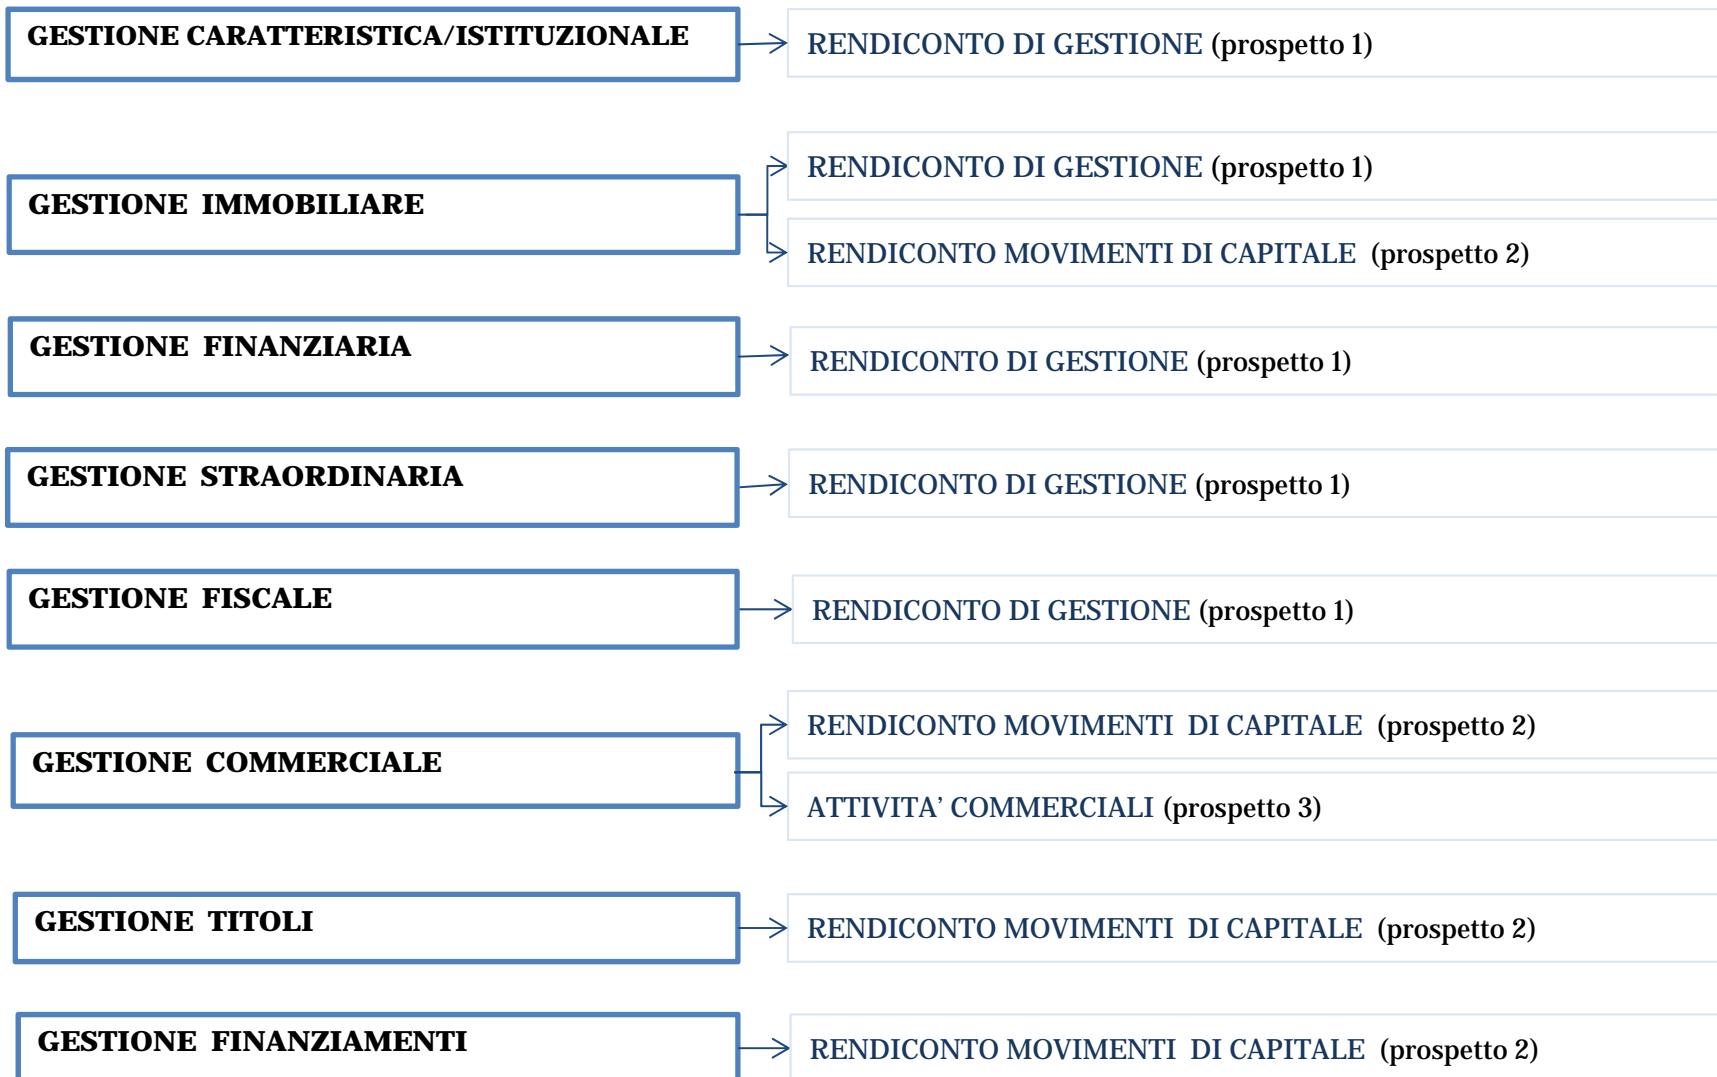 GESTIONE CARATTERISTICA/ISTITUZIONALE
RENDICONTO DI GESTIONE (prospetto 1)
GESTIONE IMMOBILIARE
RENDICONTO DI GESTIONE (prospetto 1)
RENDICONTO MOVIMENTI DI CAPITALE (prospetto 2)
GESTIONE FINANZIARIA
RENDICONTO DI GESTIONE (prospetto 1)
GESTIONE STRAORDINARIA
RENDICONTO DI GESTIONE (prospetto 1)
GESTIONE FISCALE
RENDICONTO DI GESTIONE (prospetto 1)
GESTIONE COMMERCIALE
RENDICONTO MOVIMENTI DI CAPITALE (prospetto 2)
ATTIVITA’ COMMERCIALI (prospetto 3)
GESTIONE TITOLI
RENDICONTO MOVIMENTI DI CAPITALE (prospetto 2)
GESTIONE FINANZIAMENTI
RENDICONTO MOVIMENTI DI CAPITALE (prospetto 2)